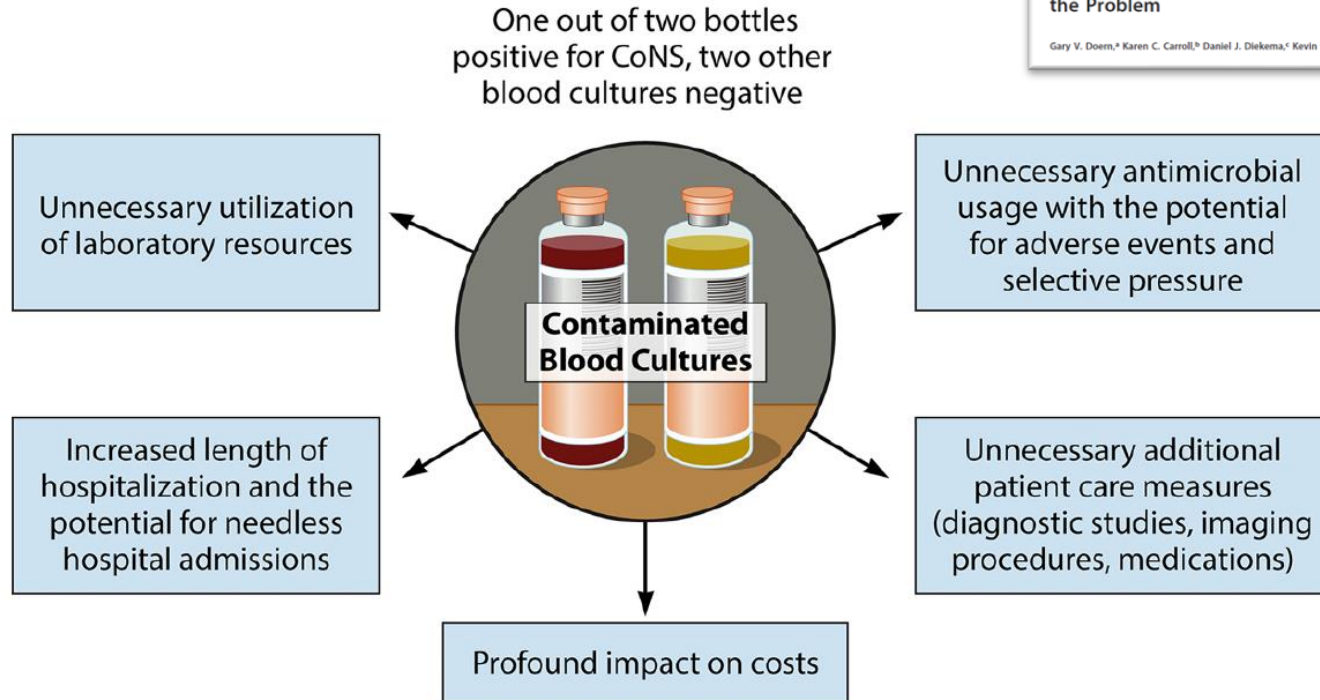 the Problem
Gary V. Doern,ᵃ Karen C. Carroll,ᵇ Daniel J. Diekema,ᶜ Kevin
One out of two bottles
positive for CoNS, two other
blood cultures negative
Unnecessary utilization
of laboratory resources
Unnecessary antimicrobial
usage with the potential
for adverse events and
selective pressure
Contaminated
Blood Cultures
Increased length of
hospitalization and the
potential for needless
hospital admissions
Unnecessary additional
patient care measures
(diagnostic studies, imaging
procedures, medications)
Profound impact on costs